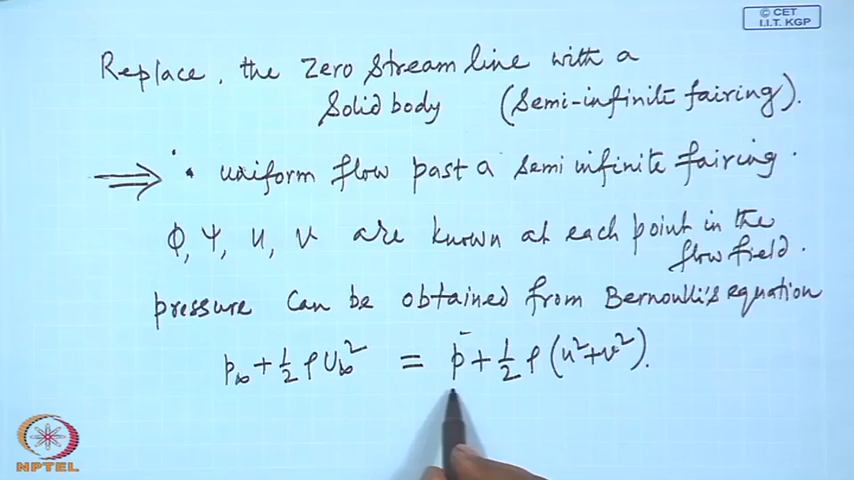 © CET
I.I.T. KGP
Replace, the zero stream line with a
solid body (semi-infinite fairing).
⟹ • uniform flow past a semi infinite fairing.
φ, ψ, u, v are known at each point in the
flow field.
pressure can be obtained from Bernoulli's equation
p∞ + 1/2 ρ U∞² = p + 1/2 ρ (u² + v²).
NPTEL